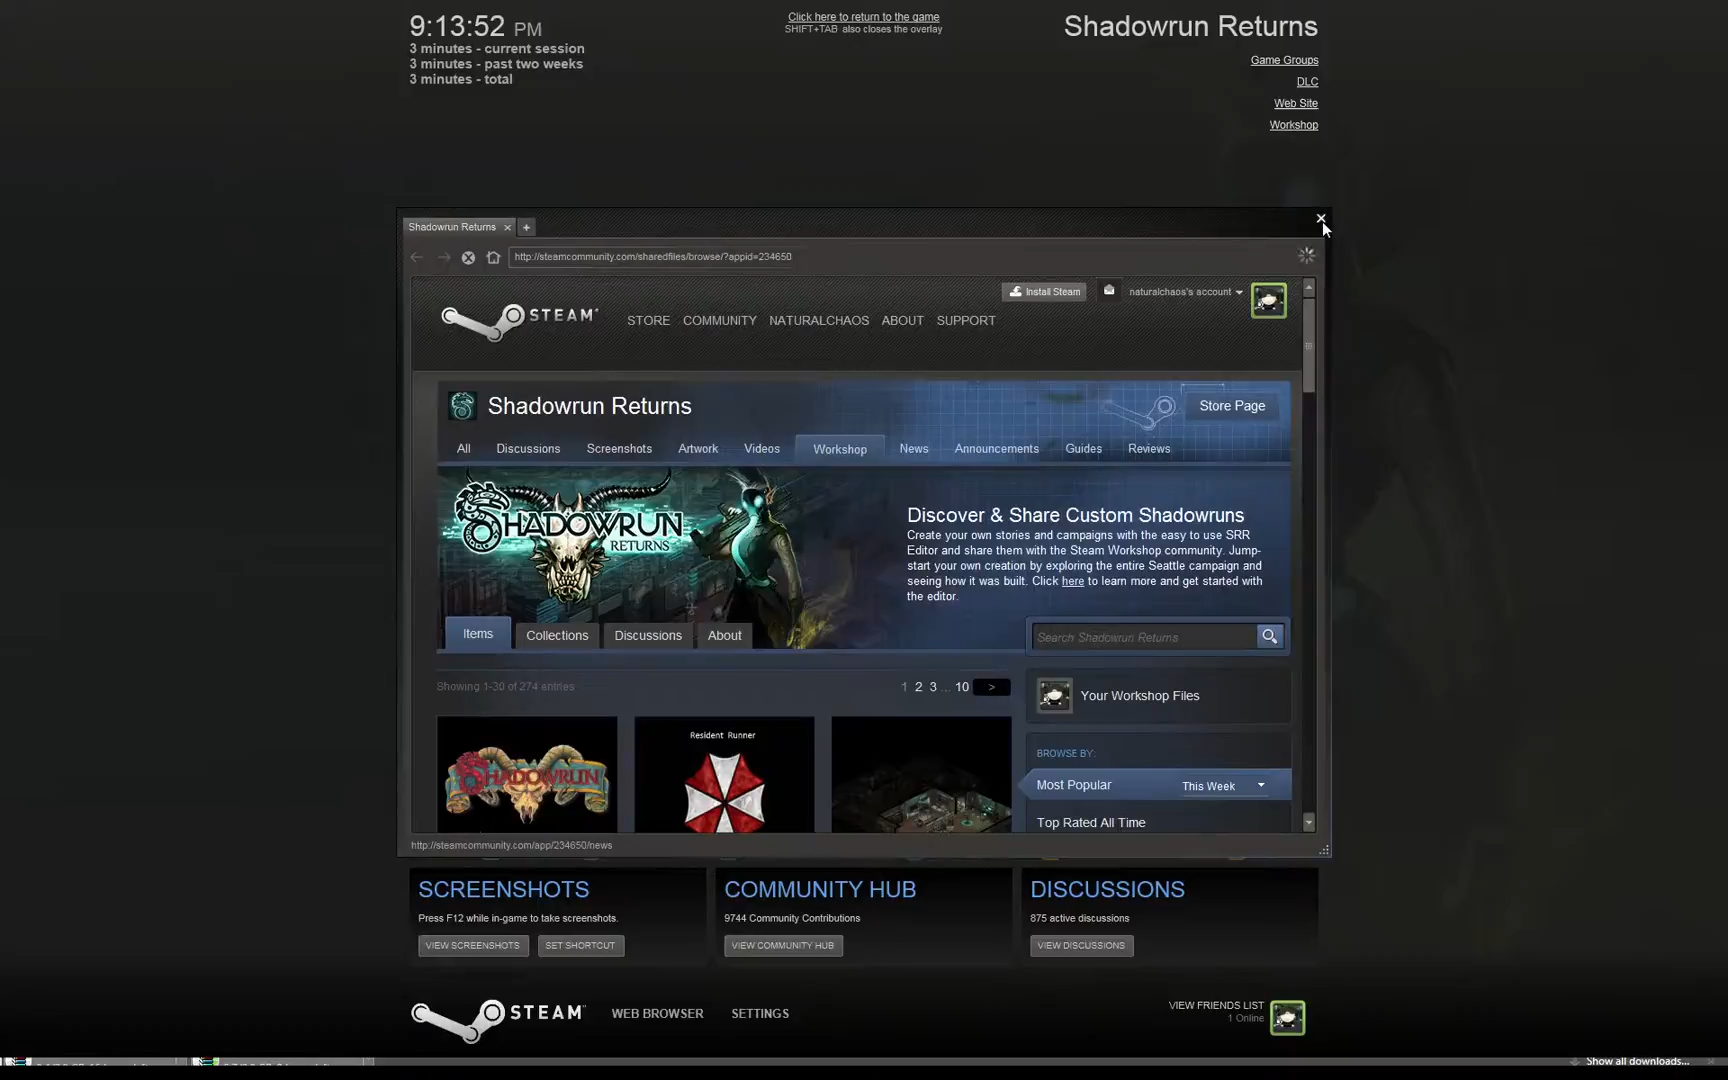 9:13:52 PM
3 minutes - current session
3 minutes - past two weeks
3 minutes - total
Click here to return to the game
SHIFT+TAB also closes the overlay
Shadowrun Returns
Game Groups
DLC
Web Site
Workshop
Shadowrun Returns
http://steamcommunity.com/sharedfiles/browse/?appid=234650
Install Steam
naturalchaos's account
STEAM
STORE COMMUNITY NATURALCHAOS ABOUT SUPPORT
Shadowrun Returns
Store Page
All Discussions Screenshots Artwork Videos Workshop News Announcements Guides Reviews
SHADOWRUN
RETURNS
Discover & Share Custom Shadowruns
Create your own stories and campaigns with the easy to use SRR
Editor and share them with the Steam Workshop community. Jump-
start your own creation by exploring the entire Seattle campaign and
seeing how it was built. Click here to learn more and get started with
the editor.
Items Collections Discussions About
Search Shadowrun Returns
Showing 1-30 of 274 entries
1 2 3 ... 10 >
Your Workshop Files
SHADOWRUN
Resident Runner
BROWSE BY:
Most Popular This Week
Top Rated All Time
http://steamcommunity.com/app/234650/news
SCREENSHOTS
Press F12 while in-game to take screenshots.
VIEW SCREENSHOTS SET SHORTCUT
COMMUNITY HUB
9744 Community Contributions
VIEW COMMUNITY HUB
DISCUSSIONS
875 active discussions
VIEW DISCUSSIONS
STEAM
WEB BROWSER SETTINGS
VIEW FRIENDS LIST
1 Online
Show all downloads...